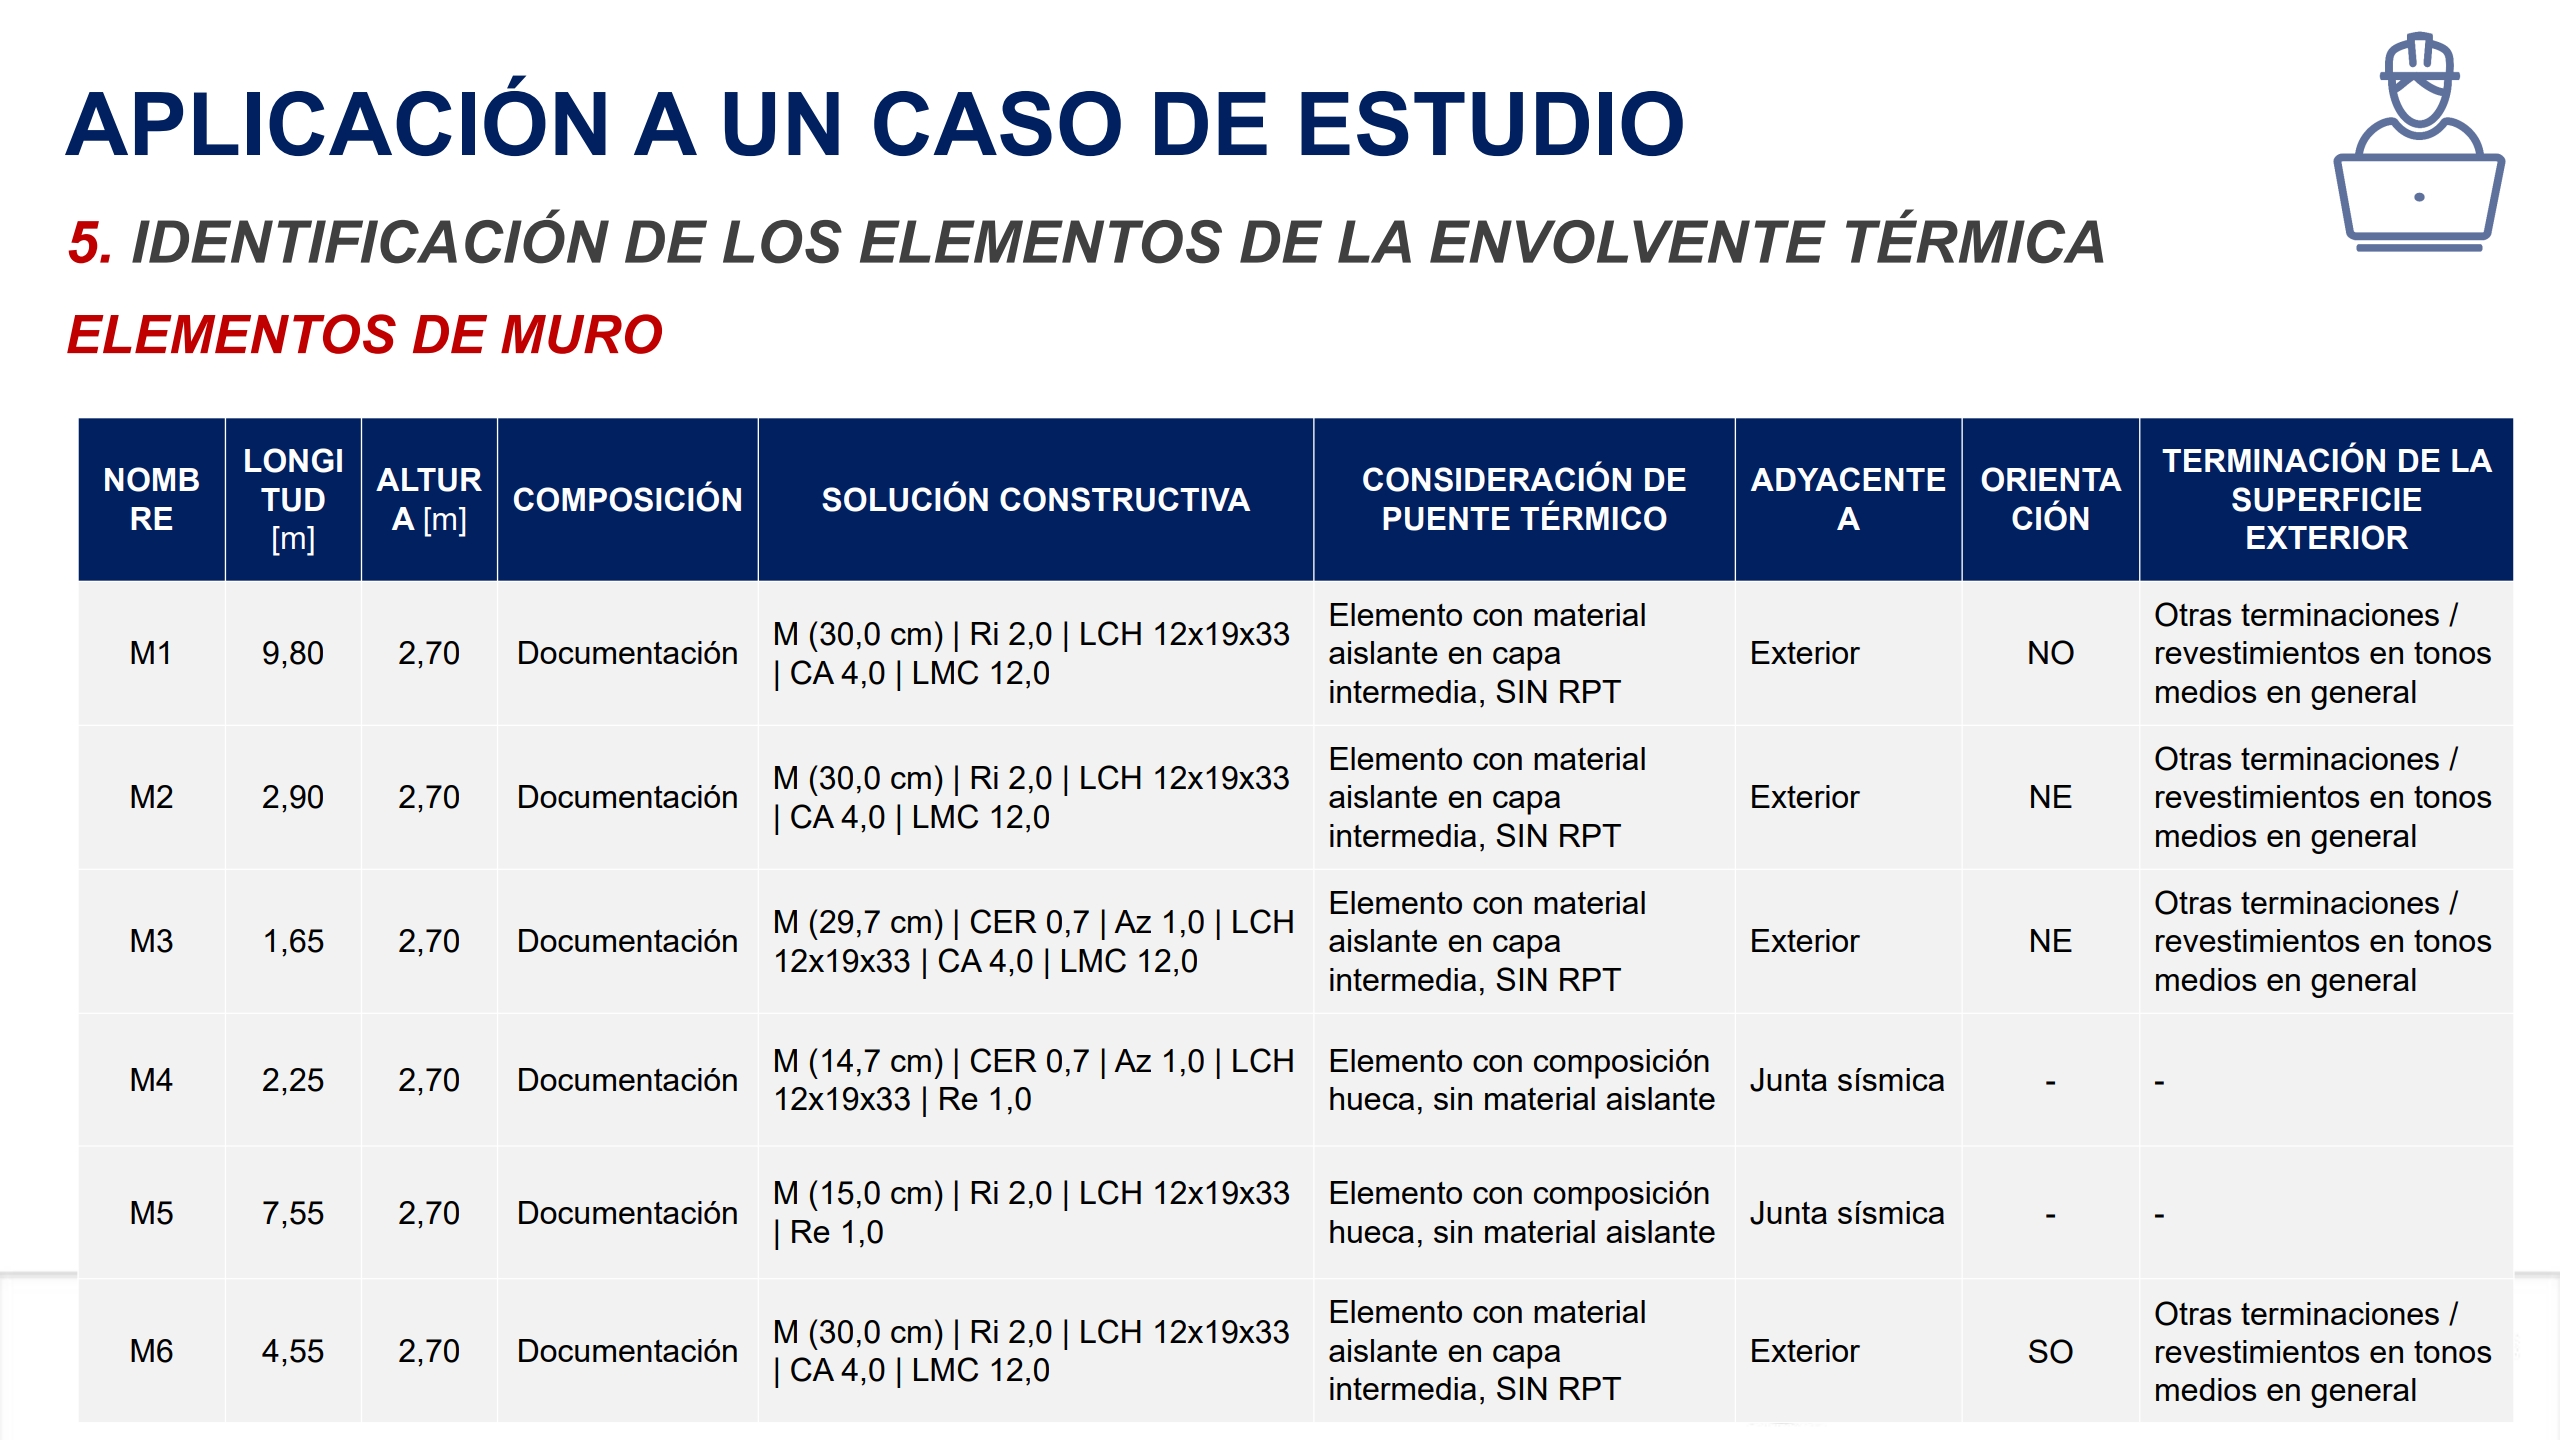 APLICACIÓN A UN CASO DE ESTUDIO
5. IDENTIFICACIÓN DE LOS ELEMENTOS DE LA ENVOLVENTE TÉRMICA
ELEMENTOS DE MURO
NOMB
RE
LONGI
TUD
[m]
ALTUR
A [m]
COMPOSICIÓN
SOLUCIÓN CONSTRUCTIVA
CONSIDERACIÓN DE
PUENTE TÉRMICO
ADYACENTE
A
ORIENTA
CIÓN
TERMINACIÓN DE LA
SUPERFICIE
EXTERIOR
M1
9,80
2,70
Documentación
M (30,0 cm) | Ri 2,0 | LCH 12x19x33
| CA 4,0 | LMC 12,0
Elemento con material
aislante en capa
intermedia, SIN RPT
Exterior
NO
Otras terminaciones /
revestimientos en tonos
medios en general
M2
2,90
2,70
Documentación
M (30,0 cm) | Ri 2,0 | LCH 12x19x33
| CA 4,0 | LMC 12,0
Elemento con material
aislante en capa
intermedia, SIN RPT
Exterior
NE
Otras terminaciones /
revestimientos en tonos
medios en general
M3
1,65
2,70
Documentación
M (29,7 cm) | CER 0,7 | Az 1,0 | LCH
12x19x33 | CA 4,0 | LMC 12,0
Elemento con material
aislante en capa
intermedia, SIN RPT
Exterior
NE
Otras terminaciones /
revestimientos en tonos
medios en general
M4
2,25
2,70
Documentación
M (14,7 cm) | CER 0,7 | Az 1,0 | LCH
12x19x33 | Re 1,0
Elemento con composición
hueca, sin material aislante
Junta sísmica
-
-
M5
7,55
2,70
Documentación
M (15,0 cm) | Ri 2,0 | LCH 12x19x33
| Re 1,0
Elemento con composición
hueca, sin material aislante
Junta sísmica
-
-
M6
4,55
2,70
Documentación
M (30,0 cm) | Ri 2,0 | LCH 12x19x33
| CA 4,0 | LMC 12,0
Elemento con material
aislante en capa
intermedia, SIN RPT
Exterior
SO
Otras terminaciones /
revestimientos en tonos
medios en general